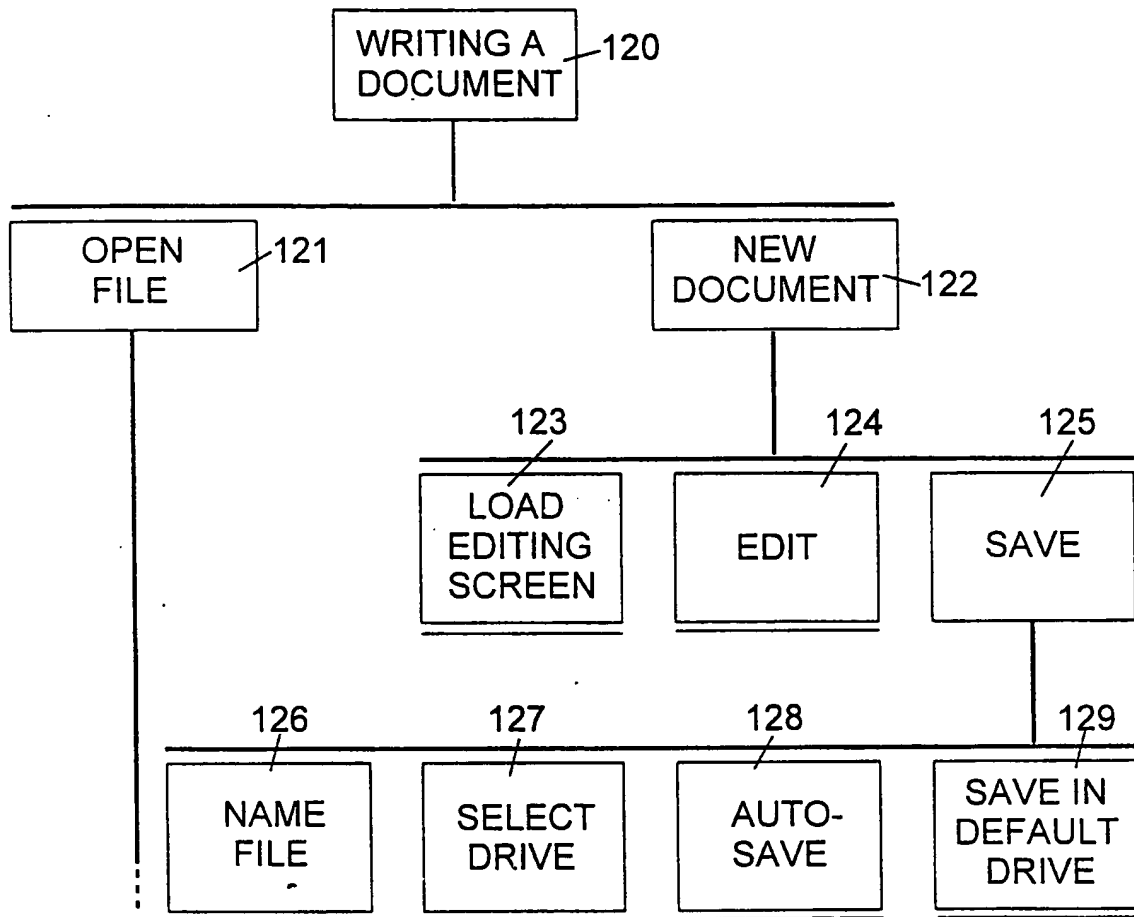 WRITING A
DOCUMENT
120
OPEN
FILE
121
NEW
DOCUMENT
122
123
124
125
LOAD
EDITING
SCREEN
EDIT
SAVE
126
127
128
129
NAME
FILE
SELECT
DRIVE
AUTO-
SAVE
SAVE IN
DEFAULT
DRIVE